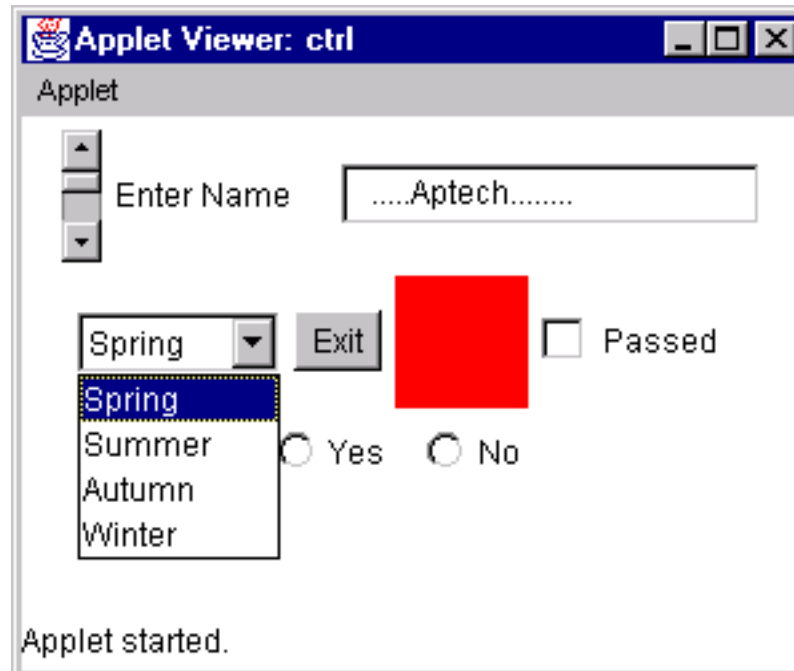 Applet Viewer: ctrl
Applet
Enter Name .....Aptech........
Spring Exit Passed
Spring
Summer Yes No
Autumn
Winter
Applet started.